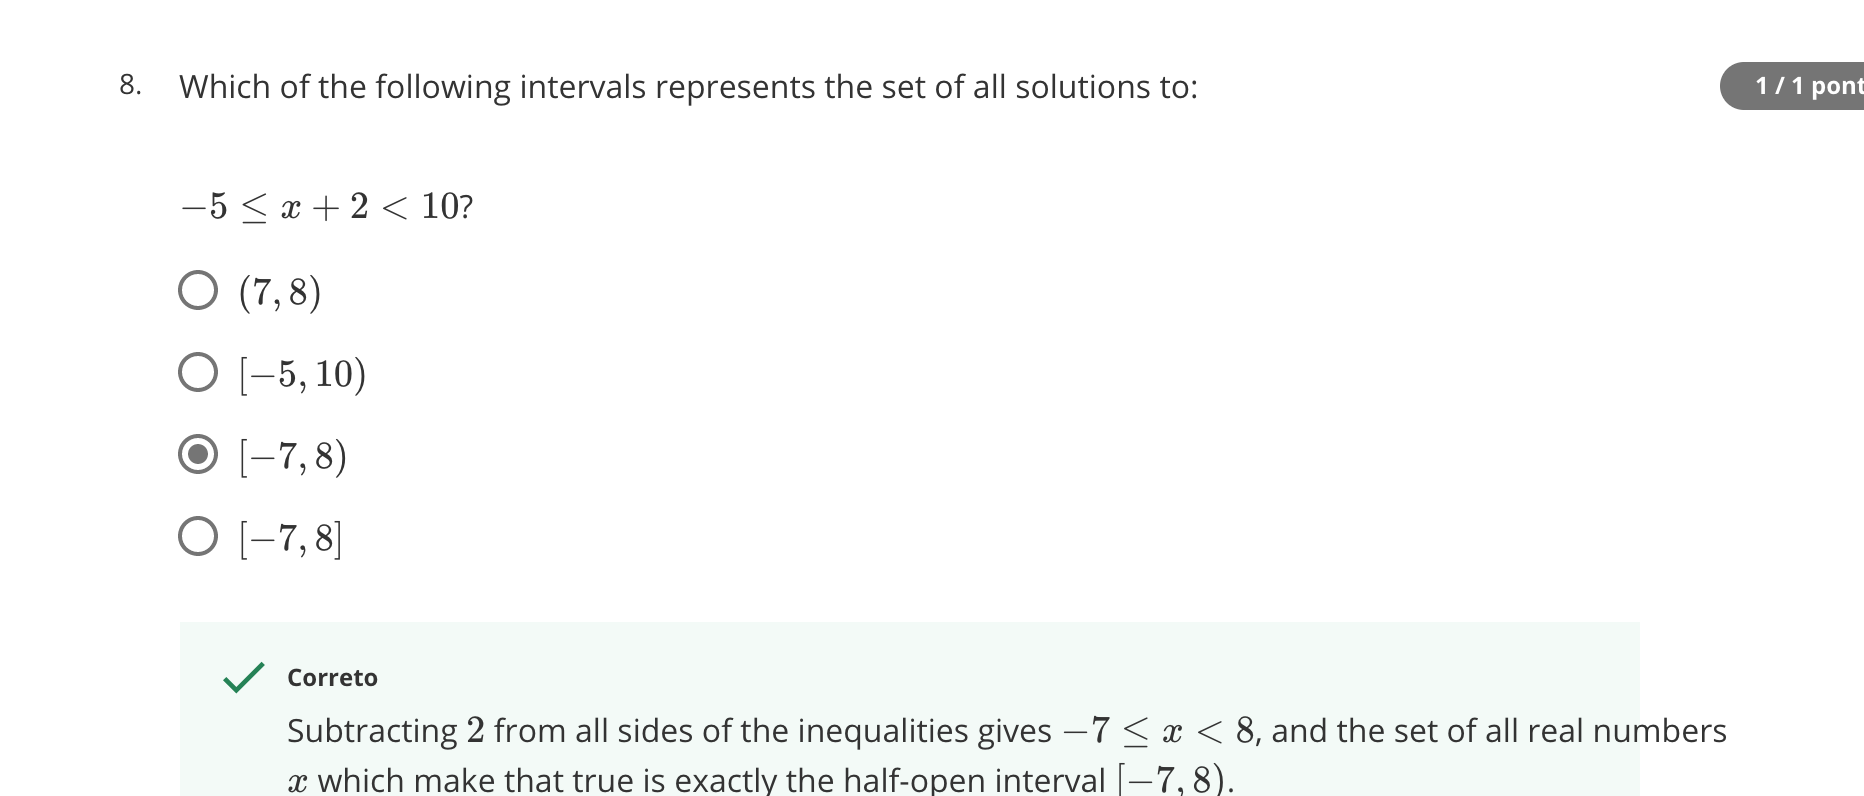 8. Which of the following intervals represents the set of all solutions to:
1 / 1 pont
−5 ≤ x + 2 < 10?
(7, 8)
[−5, 10)
[−7, 8)
[−7, 8]
Correto
Subtracting 2 from all sides of the inequalities gives −7 ≤ x < 8, and the set of all real numbers
x which make that true is exactly the half-open interval [−7, 8).